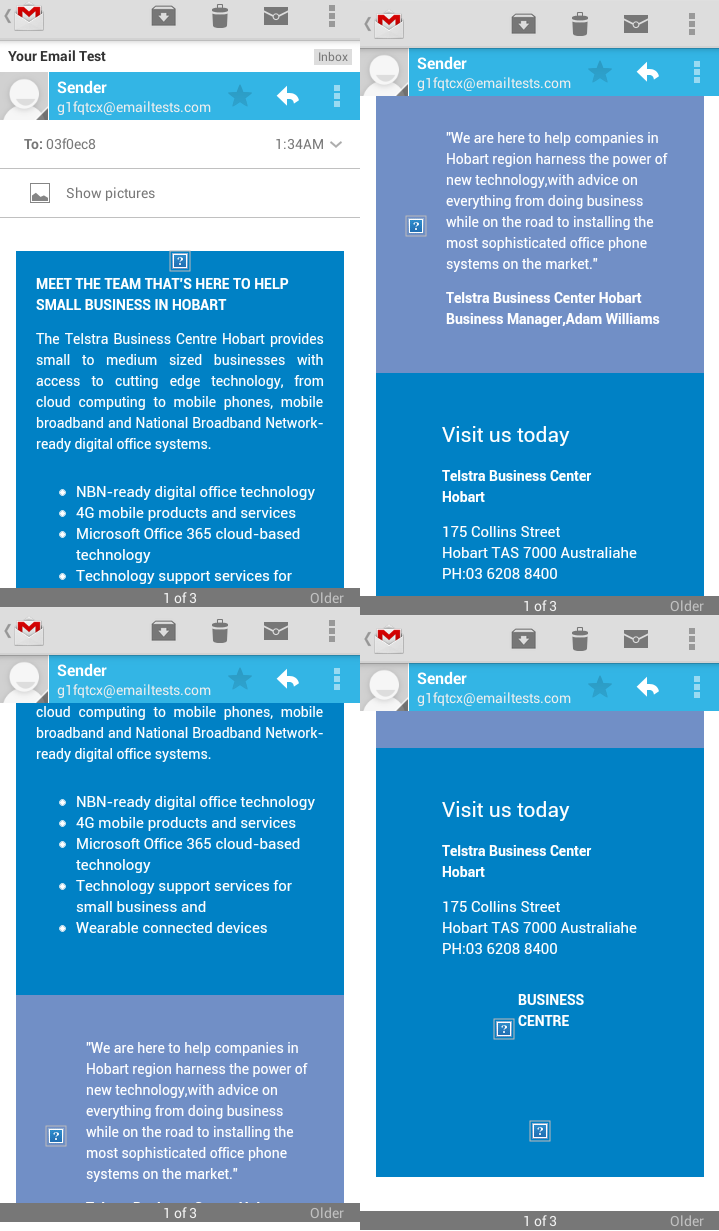 Your Email Test
Inbox
Sender
g1fqtcx@emailtests.com
To: 03f0ec8
1:34AM
Show pictures
MEET THE TEAM THAT'S HERE TO HELP
SMALL BUSINESS IN HOBART
The Telstra Business Centre Hobart provides
small to medium sized businesses with
access to cutting edge technology, from
cloud computing to mobile phones, mobile
broadband and National Broadband Network-
ready digital office systems.
NBN-ready digital office technology
4G mobile products and services
Microsoft Office 365 cloud-based
technology
Technology support services for
1 of 3
Older
Sender
g1fqtcx@emailtests.com
"We are here to help companies in
Hobart region harness the power of
new technology,with advice on
everything from doing business
while on the road to installing the
most sophisticated office phone
systems on the market."
Telstra Business Center Hobart
Business Manager,Adam Williams
Visit us today
Telstra Business Center
Hobart
175 Collins Street
Hobart TAS 7000 Australiahe
PH:03 6208 8400
1 of 3
Older
Sender
g1fqtcx@emailtests.com
cloud computing to mobile phones, mobile
broadband and National Broadband Network-
ready digital office systems.
NBN-ready digital office technology
4G mobile products and services
Microsoft Office 365 cloud-based
technology
Technology support services for
small business and
Wearable connected devices
"We are here to help companies in
Hobart region harness the power of
new technology,with advice on
everything from doing business
while on the road to installing the
most sophisticated office phone
systems on the market."
1 of 3
Older
Sender
g1fqtcx@emailtests.com
Visit us today
Telstra Business Center
Hobart
175 Collins Street
Hobart TAS 7000 Australiahe
PH:03 6208 8400
BUSINESS
CENTRE
1 of 3
Older